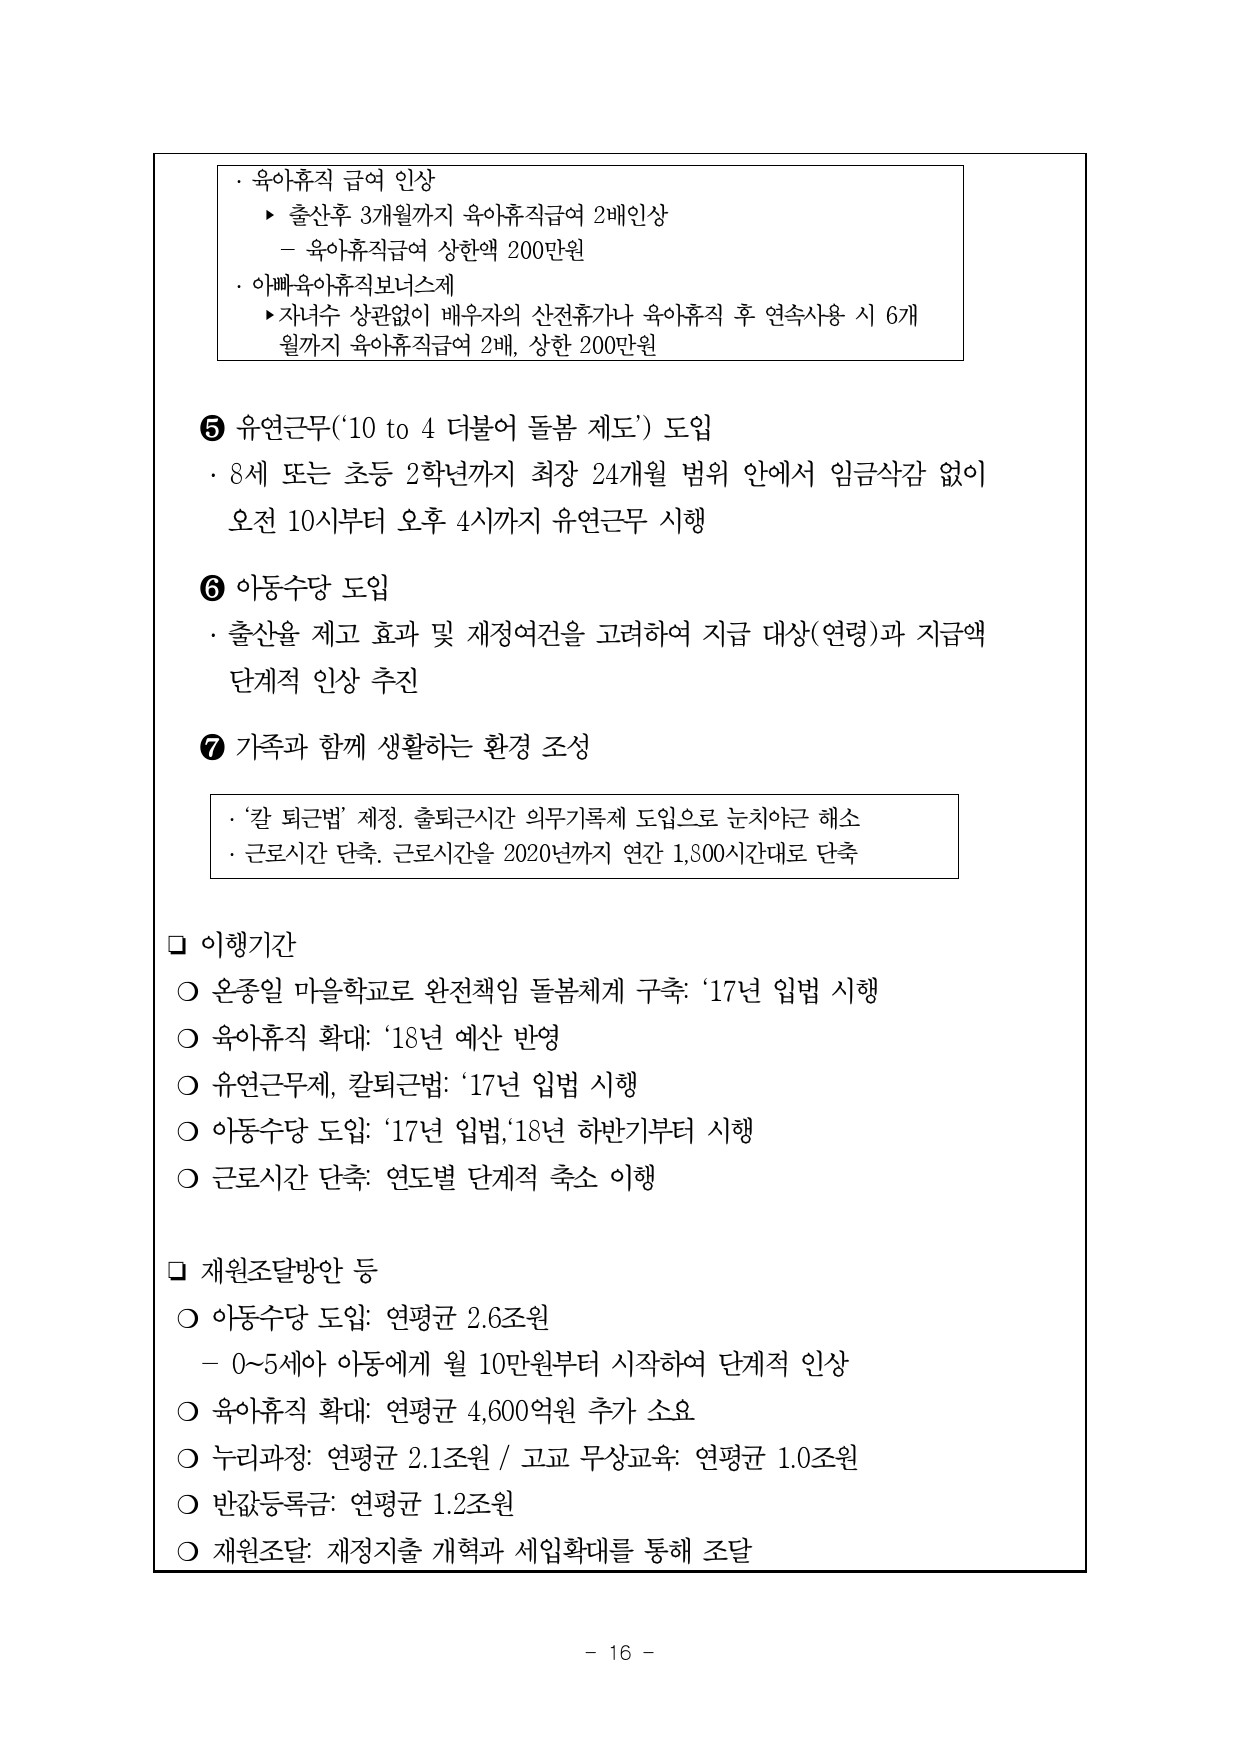 · 육아휴직 급여 인상
▸ 출산후 3개월까지 육아휴직급여 2배인상
- 육아휴직급여 상한액 200만원
· 아빠육아휴직보너스제
▸자녀수 상관없이 배우자의 산전휴가나 육아휴직 후 연속사용 시 6개
월까지 육아휴직급여 2배, 상한 200만원
❺ 유연근무(‘10 to 4 더불어 돌봄 제도’) 도입
· 8세 또는 초등 2학년까지 최장 24개월 범위 안에서 임금삭감 없이
오전 10시부터 오후 4시까지 유연근무 시행
❻ 아동수당 도입
· 출산율 제고 효과 및 재정여건을 고려하여 지급 대상(연령)과 지급액
단계적 인상 추진
❼ 가족과 함께 생활하는 환경 조성
· ‘칼 퇴근법’ 제정. 출퇴근시간 의무기록제 도입으로 눈치야근 해소
· 근로시간 단축. 근로시간을 2020년까지 연간 1,800시간대로 단축
❏ 이행기간
❍ 온종일 마을학교로 완전책임 돌봄체계 구축: ‘17년 입법 시행
❍ 육아휴직 확대: ‘18년 예산 반영
❍ 유연근무제, 칼퇴근법: ‘17년 입법 시행
❍ 아동수당 도입: ‘17년 입법,‘18년 하반기부터 시행
❍ 근로시간 단축: 연도별 단계적 축소 이행
❏ 재원조달방안 등
❍ 아동수당 도입: 연평균 2.6조원
- 0~5세아 아동에게 월 10만원부터 시작하여 단계적 인상
❍ 육아휴직 확대: 연평균 4,600억원 추가 소요
❍ 누리과정: 연평균 2.1조원 / 고교 무상교육: 연평균 1.0조원
❍ 반값등록금: 연평균 1.2조원
❍ 재원조달: 재정지출 개혁과 세입확대를 통해 조달
- 16 -